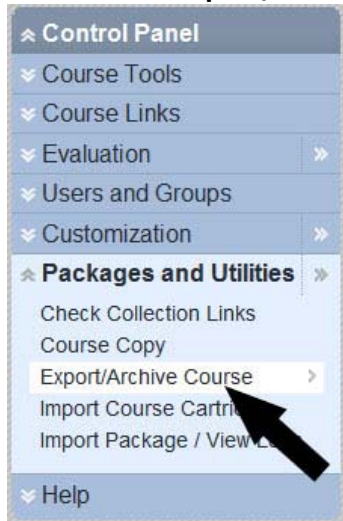 Control Panel
Course Tools
Course Links
Evaluation
Users and Groups
Customization
Packages and Utilities
Check Collection Links
Course Copy
Export/Archive Course
Import Course
Import Package / View
Help